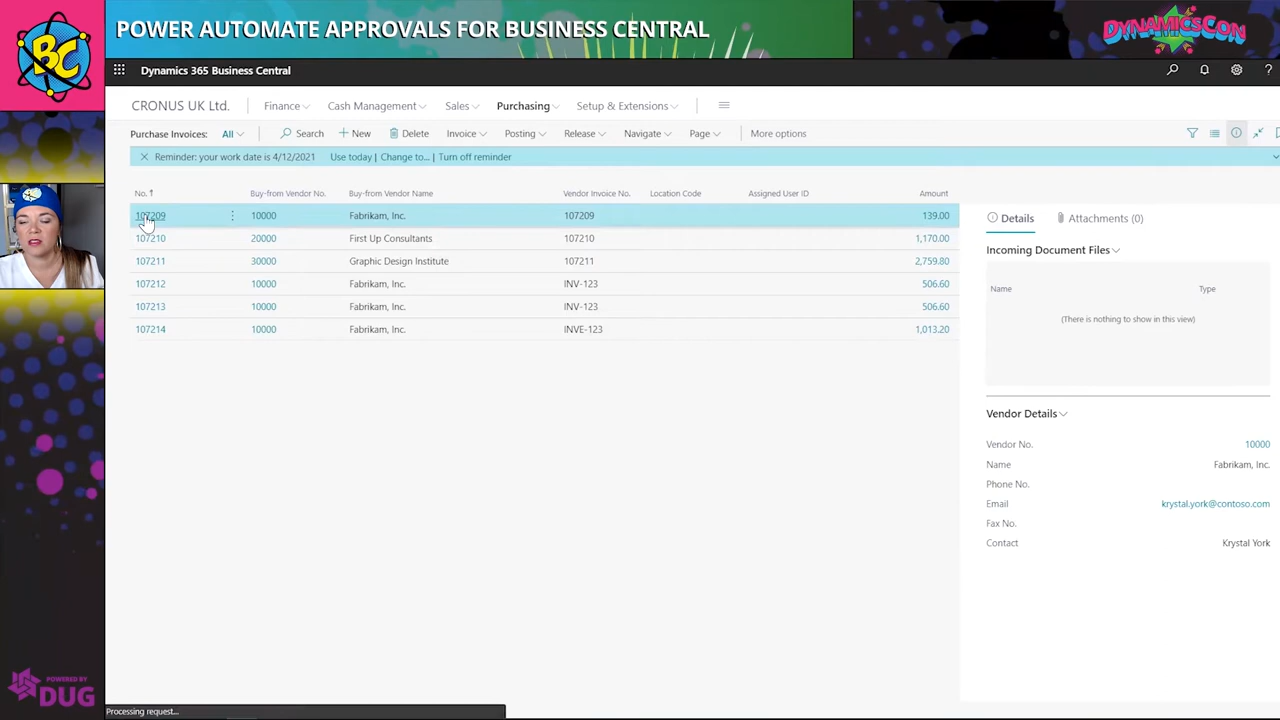 POWER AUTOMATE APPROVALS FOR BUSINESS CENTRAL
DYNAMICSCON
BC
Dynamics 365 Business Central
?
CRONUS UK Ltd. Finance Cash Management Sales Purchasing Setup & Extensions
Purchase Invoices: All Search New Delete Invoice Posting Release Navigate Page More options
Reminder: your work date is 4/12/2021 Use today | Change to... | Turn off reminder
No. ↑ Buy-from Vendor No. Buy-from Vendor Name Vendor Invoice No. Location Code Assigned User ID Amount
107209 10000 Fabrikam, Inc. 107209 139.00
107210 20000 First Up Consultants 107210 1,170.00
107211 30000 Graphic Design Institute 107211 2,759.80
107212 10000 Fabrikam, Inc. INV-123 506.60
107213 10000 Fabrikam, Inc. INV-123 506.60
107214 10000 Fabrikam, Inc. INVE-123 1,013.20
Details Attachments (0)
Incoming Document Files
Name Type
(There is nothing to show in this view)
Vendor Details
Vendor No. 10000
Name Fabrikam, Inc.
Phone No.
Email krystal.york@contoso.com
Fax No.
Contact Krystal York
POWERED BY
DUG
Processing request...